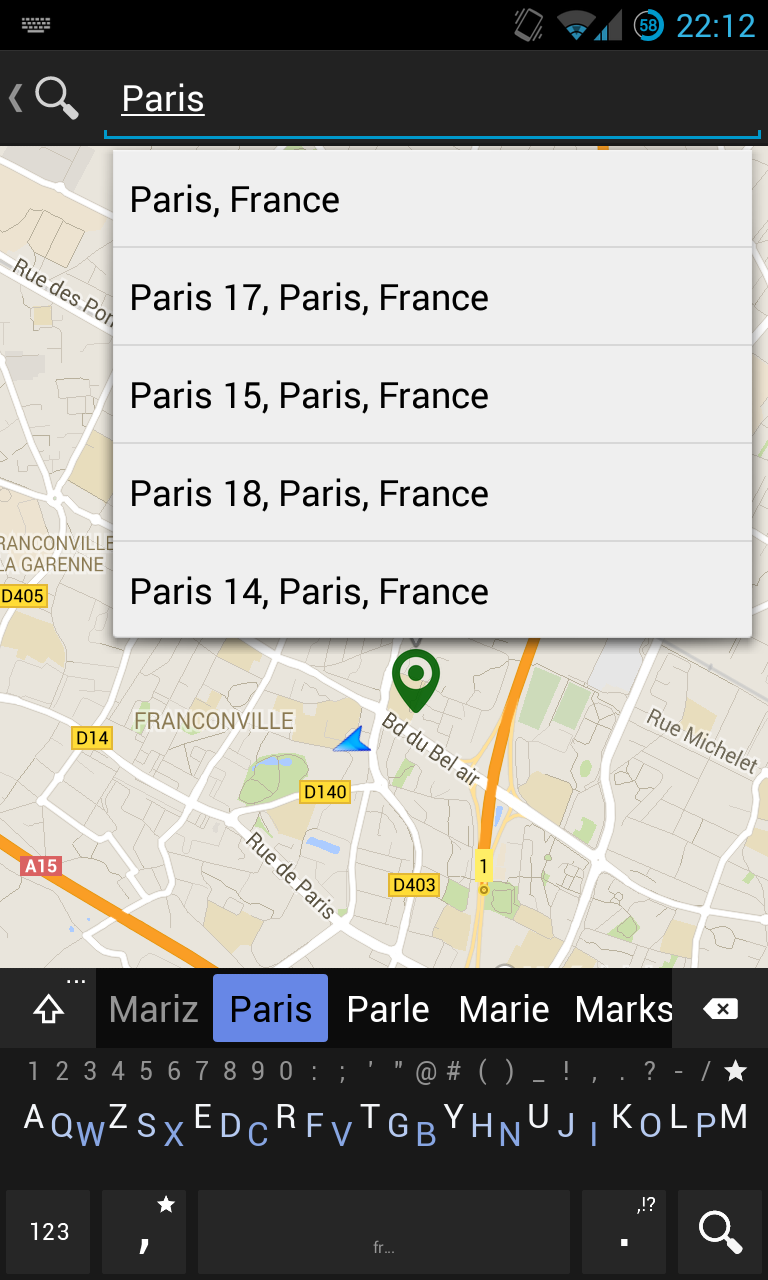 58 22:12
Paris
Paris, France
Paris 17, Paris, France
Paris 15, Paris, France
Paris 18, Paris, France
Paris 14, Paris, France
Rue des Pon
RANCONVILLE
LA GARENNE
D405
D14
FRANCONVILLE
Bd du Bel air
Rue Michelet
D140
A15
Rue de Paris
1
D403
... Mariz Paris Parle Marie Marks
1 2 3 4 5 6 7 8 9 0 : ; ' " @ # ( ) _ ! , . ? - /
A Q W Z S X E D C R F V T G B Y H N U J I K O L P M
123 , fr... . ,!?